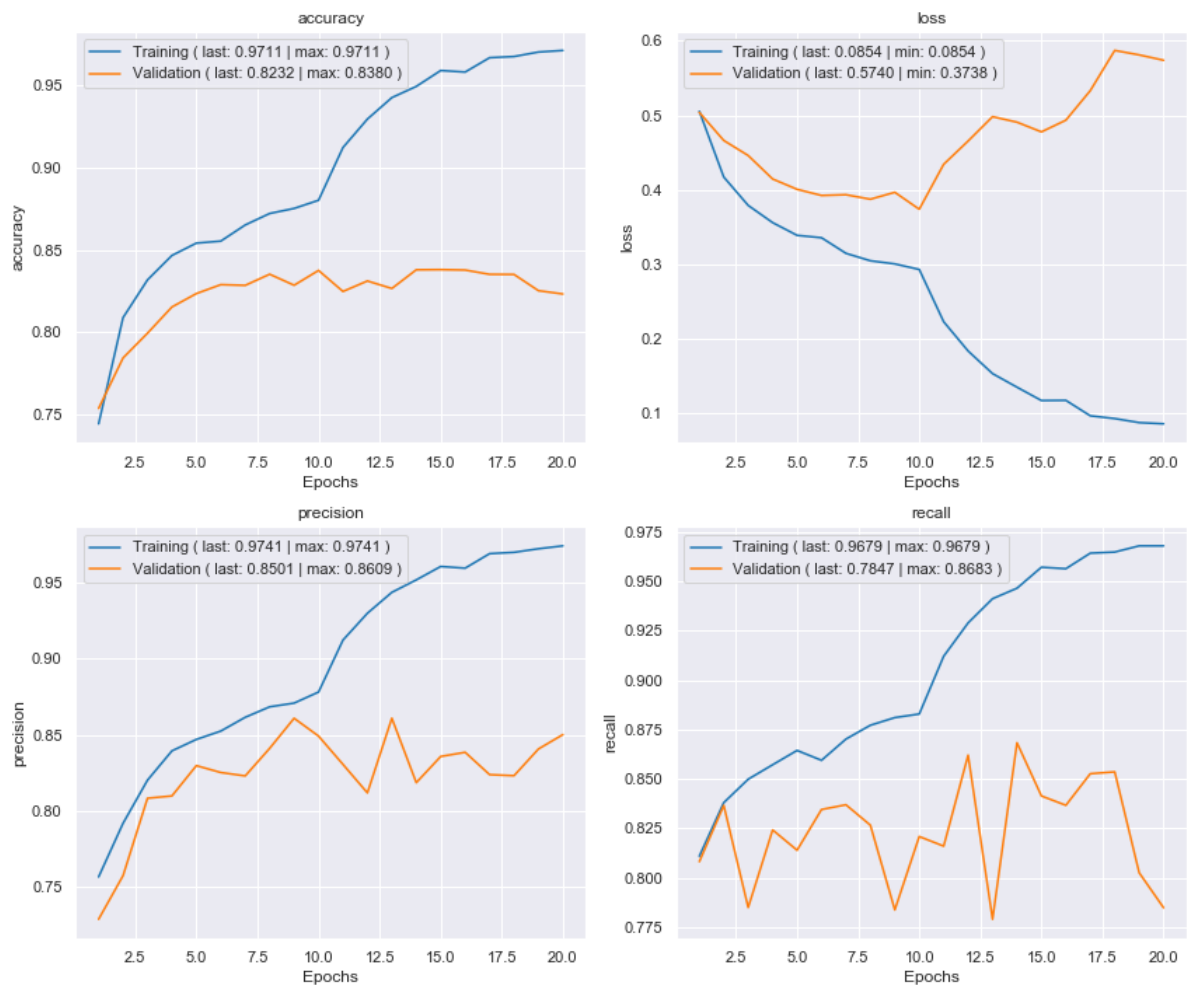 accuracy
Training ( last: 0.9711 | max: 0.9711 )
Validation ( last: 0.8232 | max: 0.8380 )
0.95
0.90
0.85
0.80
0.75
accuracy
2.5 5.0 7.5 10.0 12.5 15.0 17.5 20.0
Epochs
loss
Training ( last: 0.0854 | min: 0.0854 )
Validation ( last: 0.5740 | min: 0.3738 )
0.6
0.5
0.4
0.3
0.2
0.1
loss
2.5 5.0 7.5 10.0 12.5 15.0 17.5 20.0
Epochs
precision
Training ( last: 0.9741 | max: 0.9741 )
Validation ( last: 0.8501 | max: 0.8609 )
0.95
0.90
0.85
0.80
0.75
precision
2.5 5.0 7.5 10.0 12.5 15.0 17.5 20.0
Epochs
recall
Training ( last: 0.9679 | max: 0.9679 )
Validation ( last: 0.7847 | max: 0.8683 )
0.975
0.950
0.925
0.900
0.875
0.850
0.825
0.800
0.775
recall
2.5 5.0 7.5 10.0 12.5 15.0 17.5 20.0
Epochs